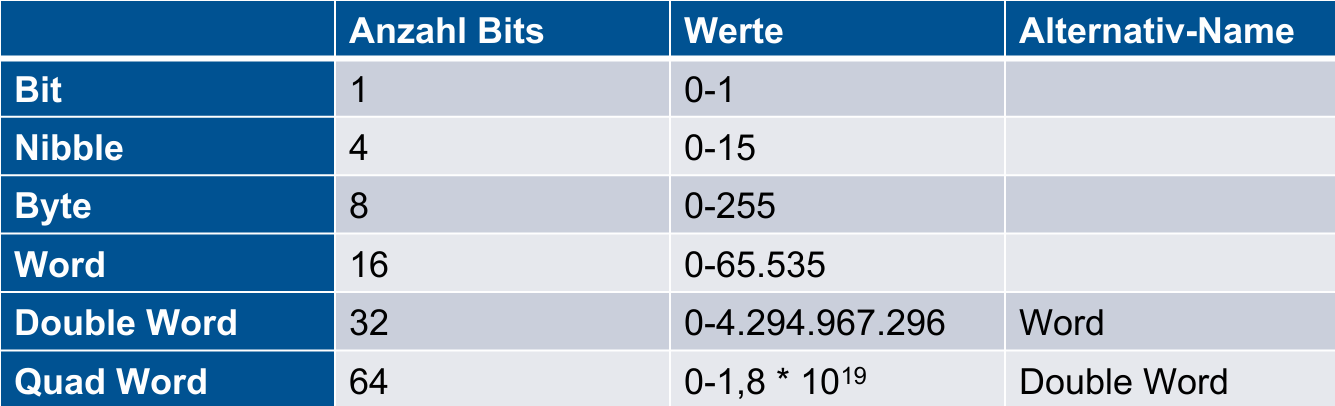 Anzahl Bits Werte Alternativ-Name
Bit 1 0-1
Nibble 4 0-15
Byte 8 0-255
Word 16 0-65.535
Double Word 32 0-4.294.967.296 Word
Quad Word 64 0-1,8 * 10¹⁹ Double Word